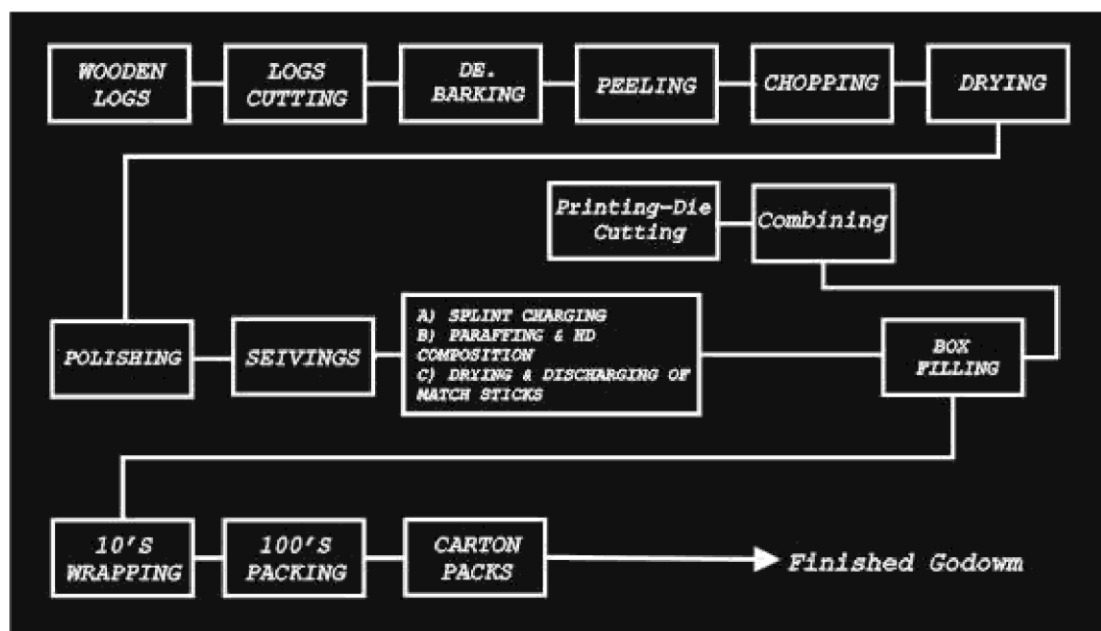 WOODEN
LOGS
LOGS
CUTTING
DE.
BARKING
PEELING
CHOPPING
DRYING
Printing-Die
Cutting
Combining
POLISHING
SEIVINGS
A) SPLINT CHARGING
B) PARAFFING & HD
COMPOSITION
C) DRYING & DISCHARGING OF
MATCH STICKS
BOX
FILLING
10'S
WRAPPING
100'S
PACKING
CARTON
PACKS
Finished Godowm